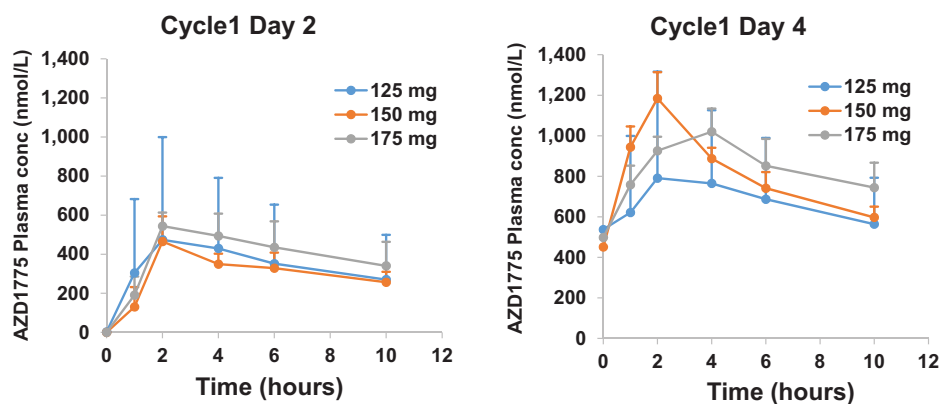 Cycle1 Day 2
AZD1775 Plasma conc (nmol/L)
1,400
1,200
1,000
800
600
400
200
0
0 2 4 6 8 10 12
Time (hours)
125 mg
150 mg
175 mg
Cycle1 Day 4
AZD1775 Plasma conc (nmol/L)
1,400
1,200
1,000
800
600
400
200
0
0 2 4 6 8 10 12
Time (hours)
125 mg
150 mg
175 mg